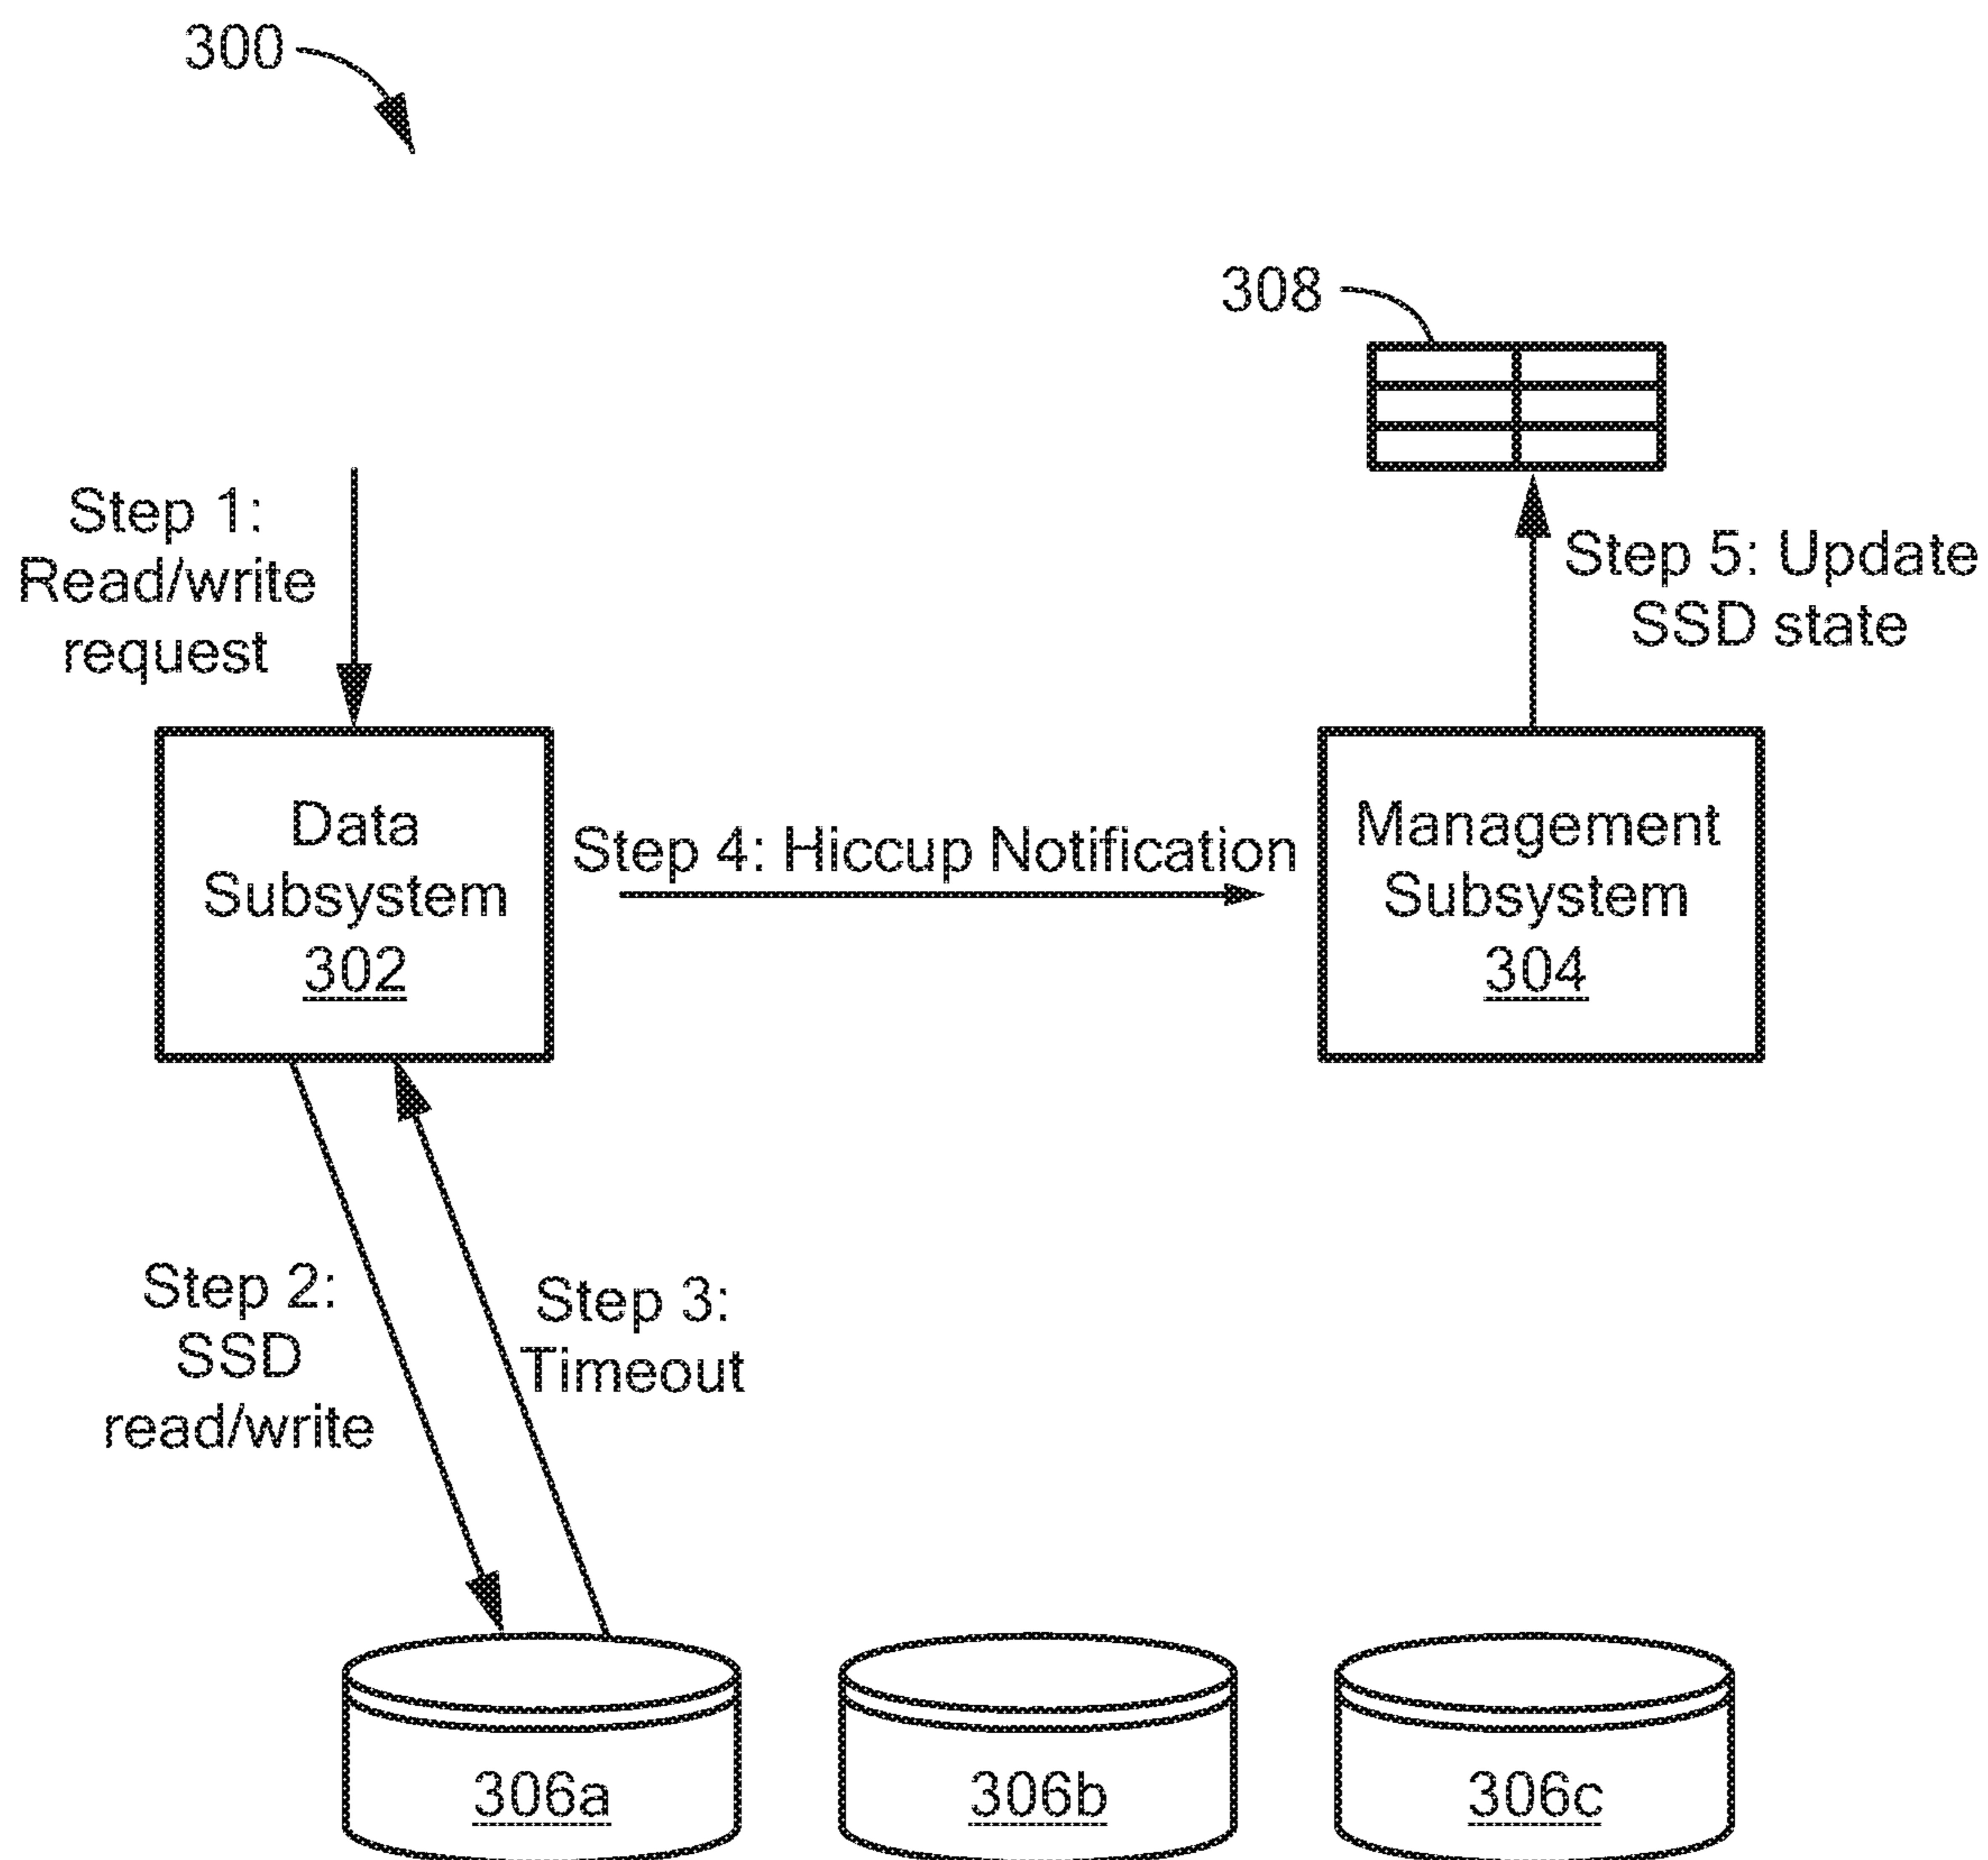 300
308
Step 1:
Read/write
request
Step 5: Update
SSD state
Data
Subsystem
302
Step 4: Hiccup Notification
Management
Subsystem
304
Step 2:
SSD
read/write
Step 3:
Timeout
306a
306b
306c